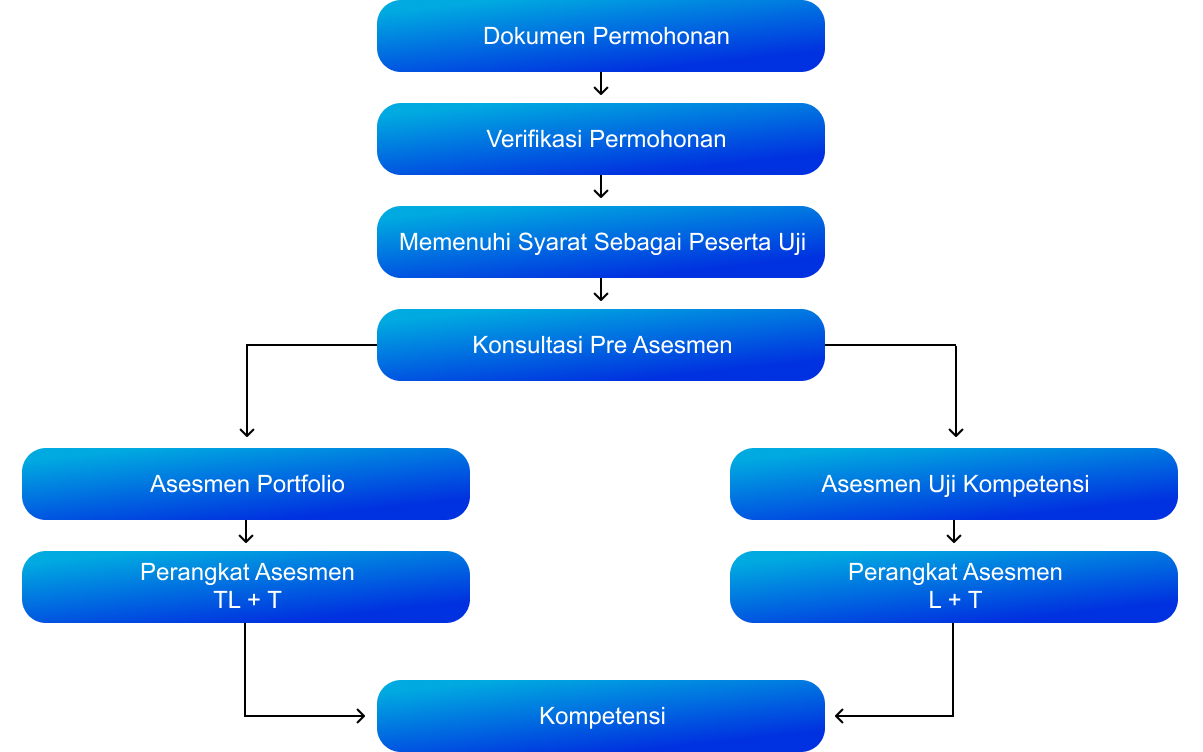 Dokumen Permohonan
Verifikasi Permohonan
Memenuhi Syarat Sebagai Peserta Uji
Konsultasi Pre Asesmen
Asesmen Portfolio
Asesmen Uji Kompetensi
Perangkat Asesmen
TL + T
Perangkat Asesmen
L + T
Kompetensi